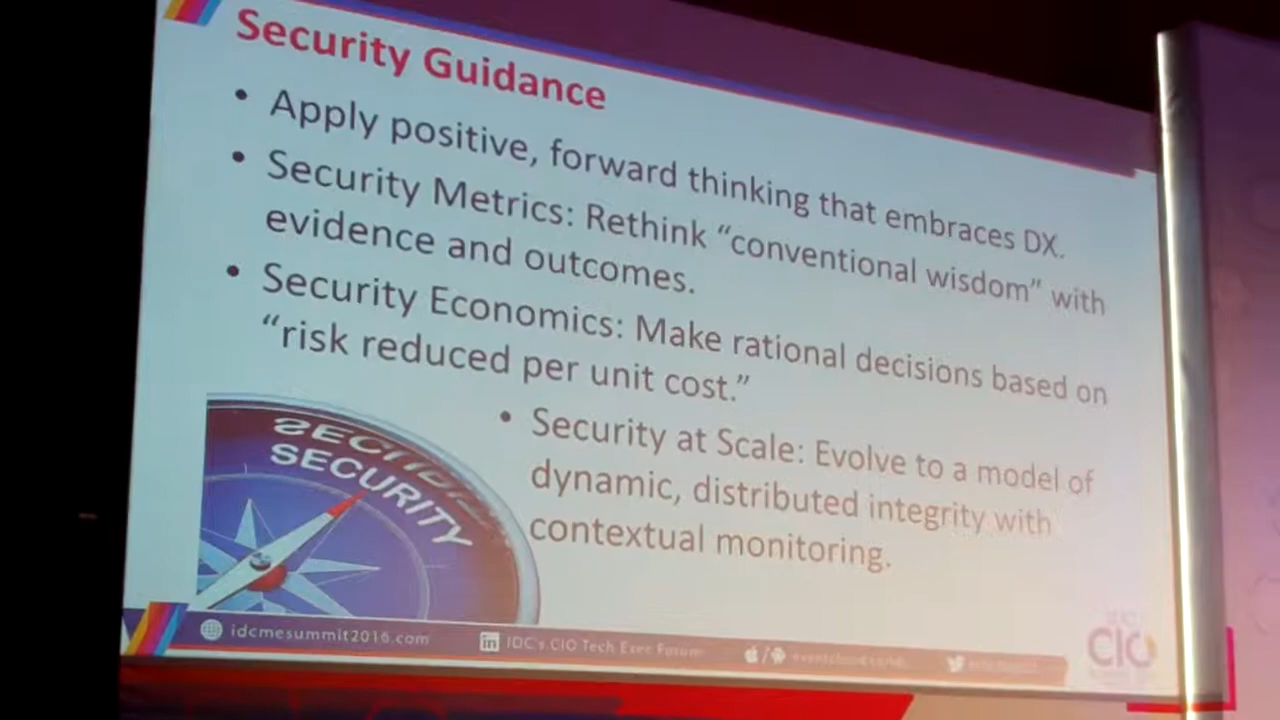 Security Guidance
• Apply positive, forward thinking that embraces DX.
• Security Metrics: Rethink “conventional wisdom” with
evidence and outcomes.
• Security Economics: Make rational decisions based on
“risk reduced per unit cost.”
• Security at Scale: Evolve to a model of
dynamic, distributed integrity with
contextual monitoring.
SECURITY
idcmesummit2016.com
in IDC's CIO Tech Exec Forum
CIO